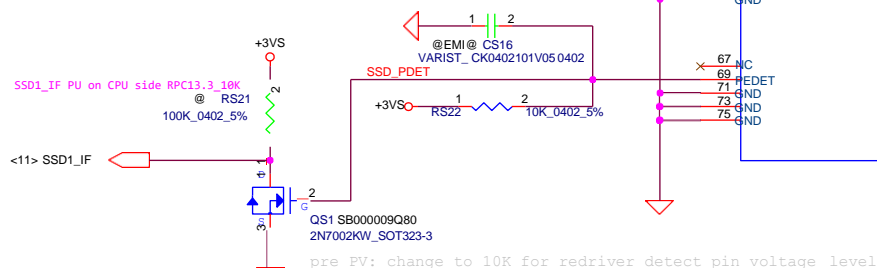 GND
1
2
@EMI@ CS16
VARIST_ CK0402101V05 0402
+3VS
SSD_PDET
67 NC
69 PEDET
71 GND
73 GND
75 GND
SSD1_IF PU on CPU side RPC13.3_10K
@ RS21
2
100K_0402_5%
+3VS
1
2
RS22
10K_0402_5%
<11> SSD1_IF
1
D
2
G
S
3
QS1 SB000009Q80
2N7002KW_SOT323-3
pre PV: change to 10K for redriver detect pin voltage level